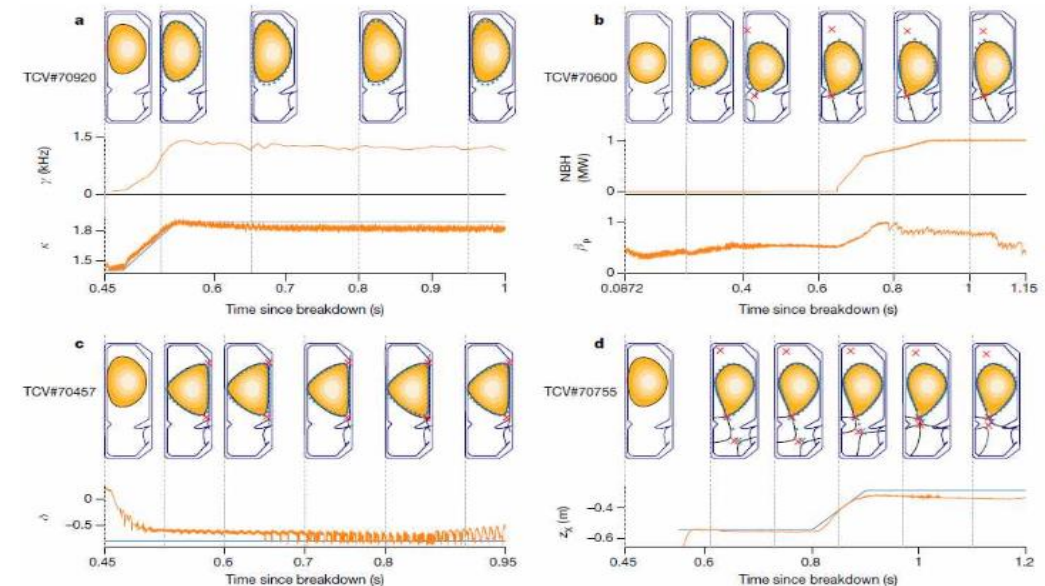 a
TCV#70920
γ (kHz)
1.5
0
κ
1.8
1.5
0.45 0.6 0.7 0.8 0.9 1
Time since breakdown (s)
b
TCV#70600
NBH
(MW)
1
0
βp
1
0
0.0872 0.4 0.6 0.8 1 1.15
Time since breakdown (s)
c
TCV#70457
δ
0
−0.5
0.45 0.6 0.7 0.8 0.95
Time since breakdown (s)
d
TCV#70755
zX (m)
−0.4
−0.6
0.45 0.6 0.8 1 1.2
Time since breakdown (s)